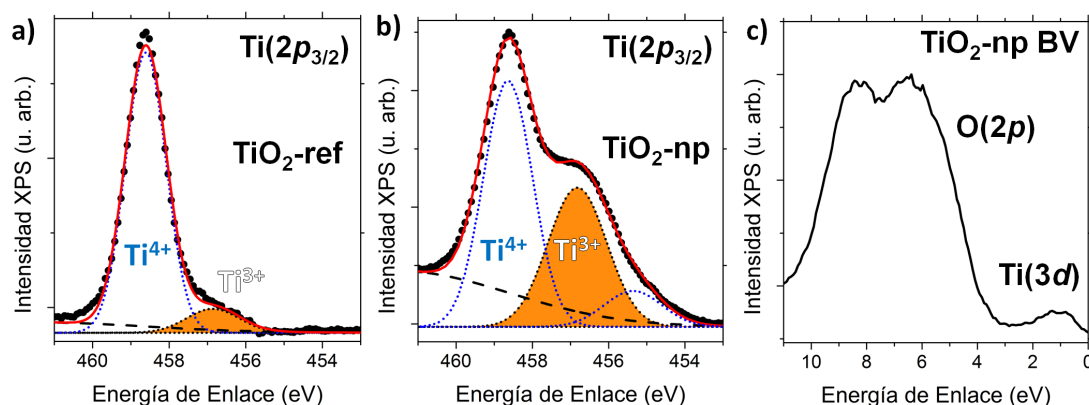 a)
Ti(2p3/2)
TiO2-ref
Ti4+
Ti3+
Intensidad XPS (u. arb.)
460 458 456 454
Energía de Enlace (eV)
b)
Ti(2p3/2)
TiO2-np
Ti4+
Ti3+
Intensidad XPS (u. arb.)
460 458 456 454
Energía de Enlace (eV)
c)
TiO2-np BV
O(2p)
Ti(3d)
Intensidad XPS (u. arb.)
10 8 6 4 2 0
Energía de Enlace (eV)